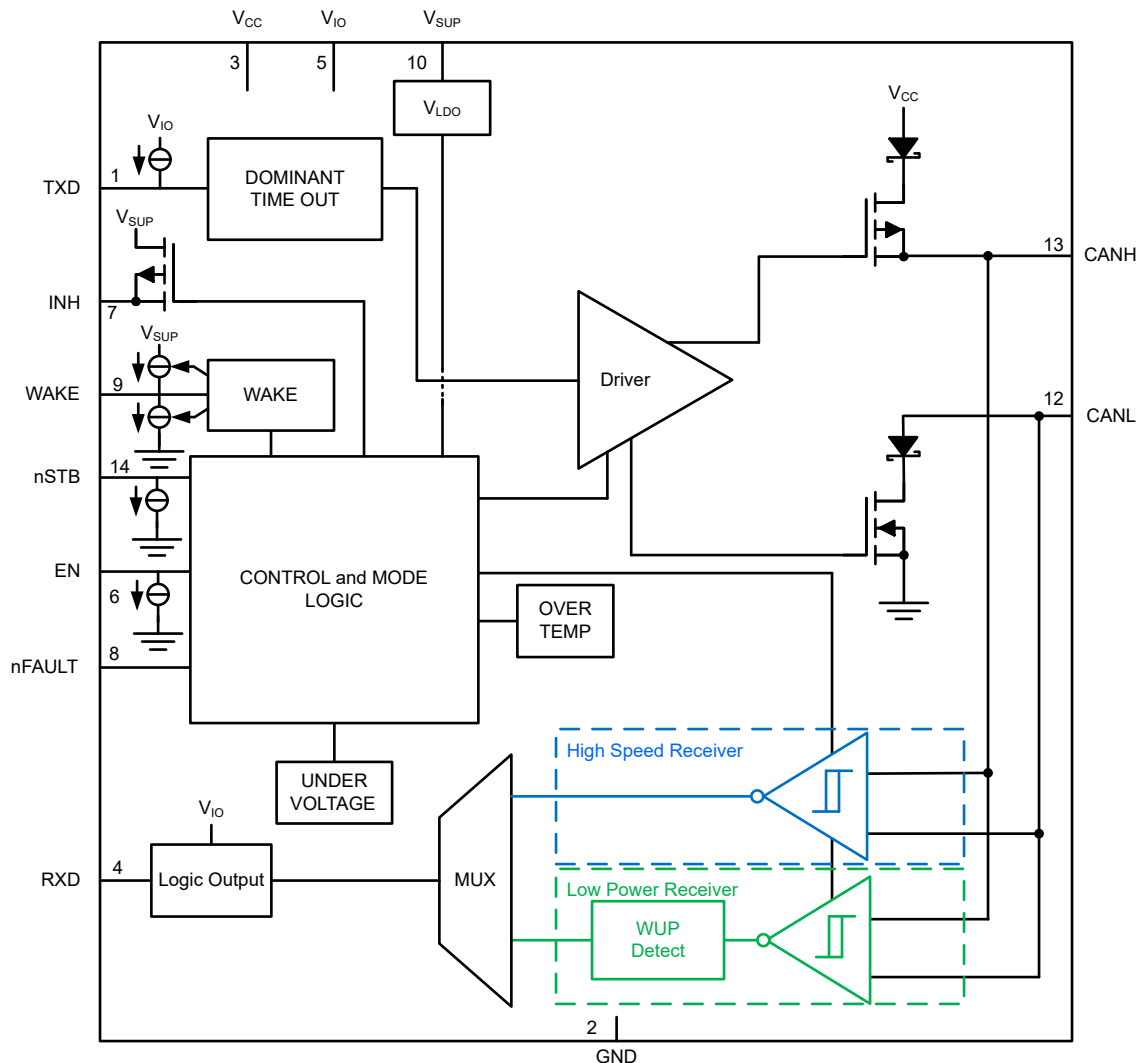 VCC
VIO
VSUP
3
5
10
VLDO
VCC
VIO
TXD
1
DOMINANT
TIME OUT
VSUP
13
CANH
INH
7
VSUP
Driver
WAKE
9
WAKE
12
CANL
nSTB
14
CONTROL and MODE
LOGIC
EN
6
OVER
TEMP
nFAULT
8
High Speed Receiver
UNDER
VOLTAGE
VIO
RXD
4
Logic Output
MUX
Low Power Receiver
WUP
Detect
2
GND